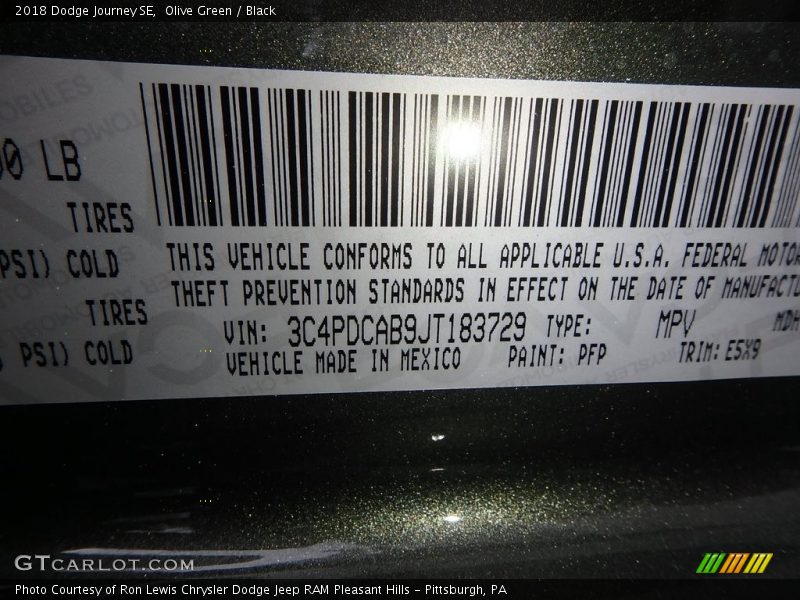 2018 Dodge Journey SE,  Olive Green / Black
LB
TIRES
PSI) COLD
TIRES
PSI) COLD
THIS VEHICLE CONFORMS TO ALL APPLICABLE U.S.A. FEDERAL MOTOR
THEFT PREVENTION STANDARDS IN EFFECT ON THE DATE OF MANUFACTU
VIN: 3C4PDCAB9JT183729 TYPE: MPV MDH
VEHICLE MADE IN MEXICO PAINT: PFP TRIM: E5X9
GTCARLOT.COM
Photo Courtesy of Ron Lewis Chrysler Dodge Jeep RAM Pleasant Hills – Pittsburgh, PA